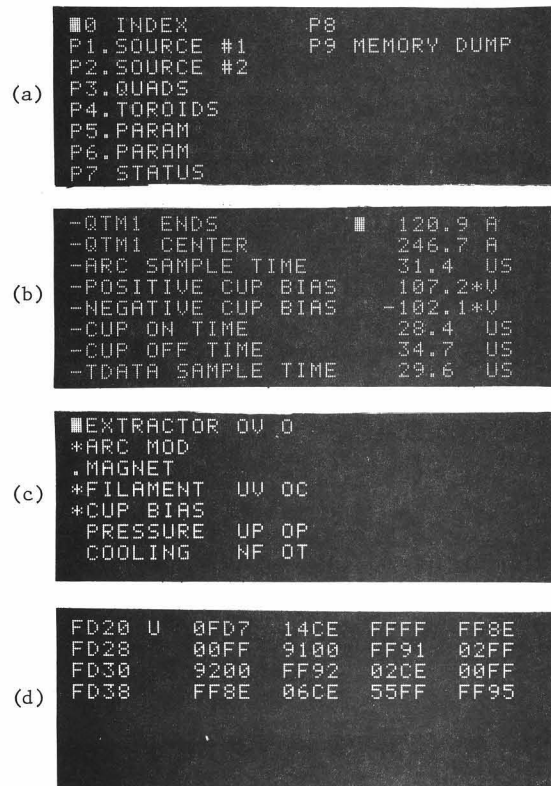 (a)
▓0 INDEX P8
P1.SOURCE #1 P9 MEMORY DUMP
P2.SOURCE #2
P3.QUADS
P4.TOROIDS
P5.PARAM
P6.PARAM
P7 STATUS
(b)
-QTM1 ENDS ▓ 120.9 A
-QTM1 CENTER 246.7 A
-ARC SAMPLE TIME 31.4 US
-POSITIVE CUP BIAS 107.2*V
-NEGATIVE CUP BIAS -102.1*V
-CUP ON TIME 28.4 US
-CUP OFF TIME 34.7 US
-TDATA SAMPLE TIME 29.6 US
(c)
▓EXTRACTOR OV O
*ARC MOD
.MAGNET
*FILAMENT UV OC
*CUP BIAS
PRESSURE UP OP
COOLING NF OT
(d)
FD20 U 0FD7 14CE FFFF FF8E
FD28 00FF 9100 FF91 02FF
FD30 9200 FF92 02CE 00FF
FD38 FF8E 06CE 55FF FF95